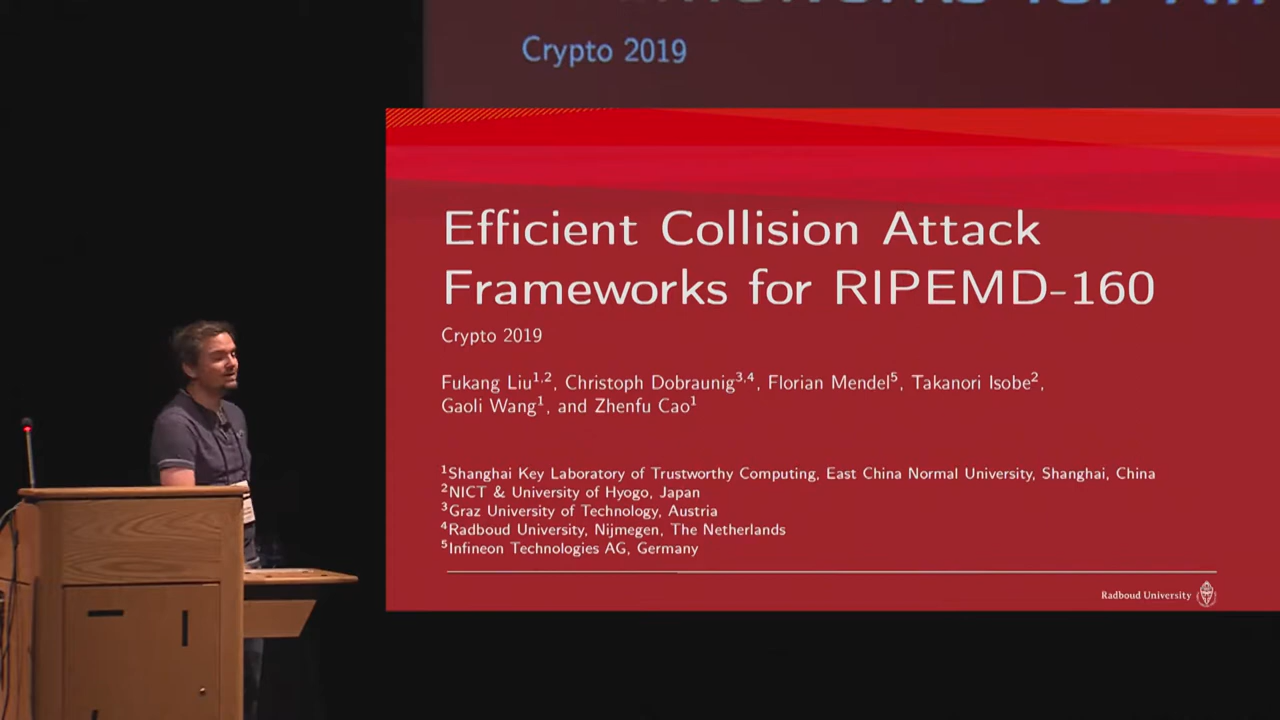 Crypto 2019
Efficient Collision Attack
Frameworks for RIPEMD-160
Crypto 2019
Fukang Liu1,2, Christoph Dobraunig3,4, Florian Mendel5, Takanori Isobe2,
Gaoli Wang1, and Zhenfu Cao1
1Shanghai Key Laboratory of Trustworthy Computing, East China Normal University, Shanghai, China
2NICT & University of Hyogo, Japan
3Graz University of Technology, Austria
4Radboud University, Nijmegen, The Netherlands
5Infineon Technologies AG, Germany
Radboud University